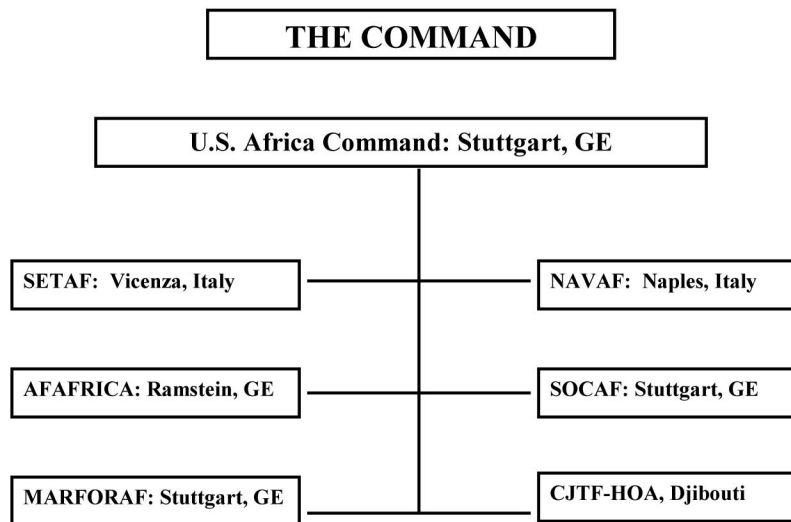 THE COMMAND
U.S. Africa Command: Stuttgart, GE
SETAF: Vicenza, Italy
NAVAF: Naples, Italy
AFAFRICA: Ramstein, GE
SOCAF: Stuttgart, GE
MARFORAF: Stuttgart, GE
CJTF-HOA, Djibouti